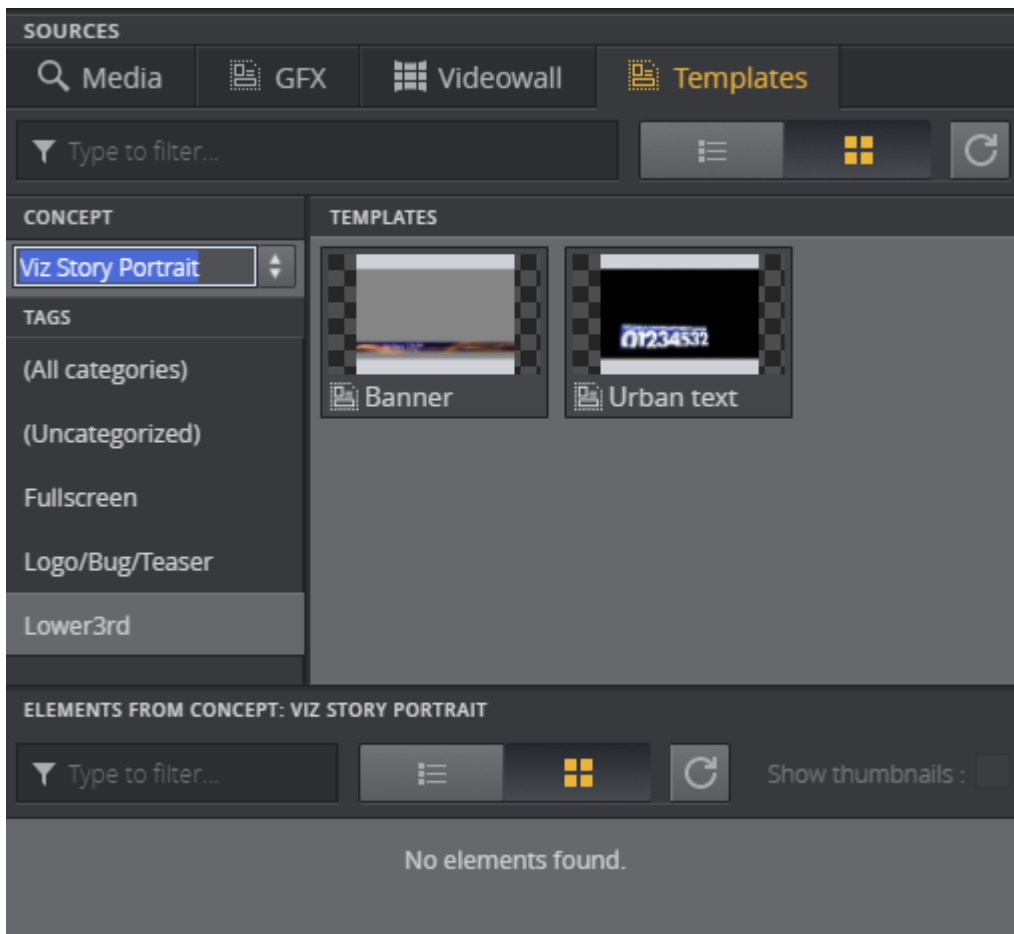 SOURCES
Media GFX Videowall Templates
Type to filter...
CONCEPT
TEMPLATES
Viz Story Portrait
TAGS
(All categories)
(Uncategorized)
Fullscreen
Logo/Bug/Teaser
Lower3rd
01234532
Banner
Urban text
ELEMENTS FROM CONCEPT: VIZ STORY PORTRAIT
Type to filter...
Show thumbnails :
No elements found.